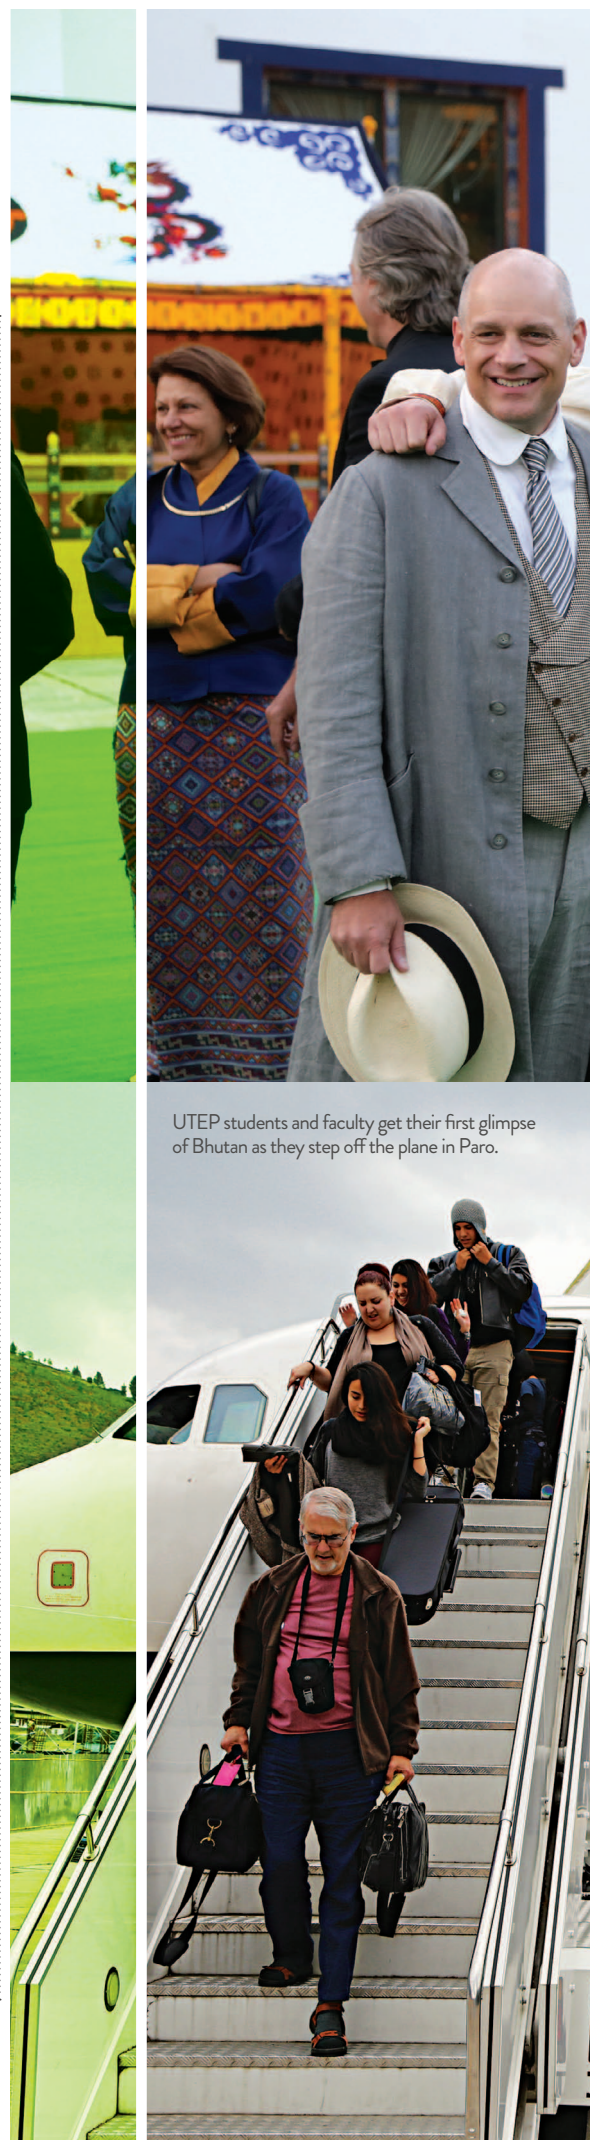 UTEP students and faculty get their first glimpse
of Bhutan as they step off the plane in Paro.